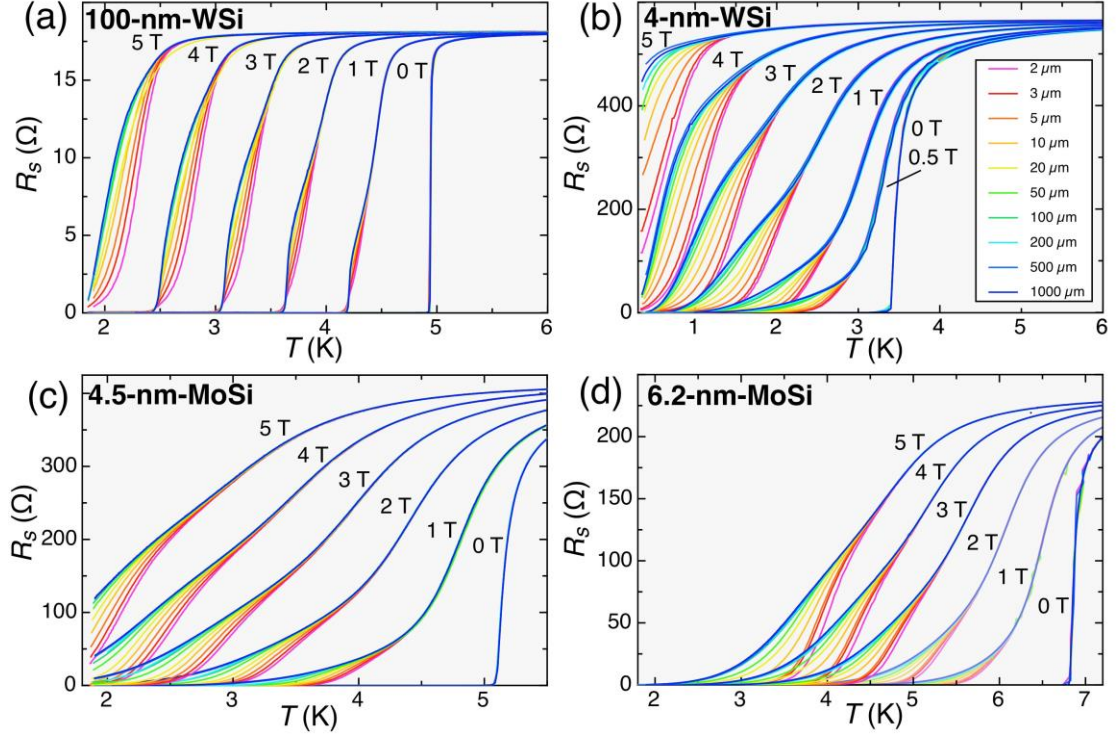 (a) 100-nm-WSi
5 T
4 T
3 T
2 T
1 T
0 T
15
10
5
0
Rs (Ω)
2 3 4 5 6
T (K)
(b) 4-nm-WSi
5 T
4 T
3 T
2 T
1 T
0 T
0.5 T
400
200
0
Rs (Ω)
1 2 3 4 5 6
T (K)
2 µm
3 µm
5 µm
10 µm
20 µm
50 µm
100 µm
200 µm
500 µm
1000 µm
(c) 4.5-nm-MoSi
5 T
4 T
3 T
2 T
1 T
0 T
300
200
100
0
Rs (Ω)
2 3 4 5
T (K)
(d) 6.2-nm-MoSi
5 T
4 T
3 T
2 T
1 T
0 T
200
150
100
50
0
Rs (Ω)
2 3 4 5 6 7
T (K)